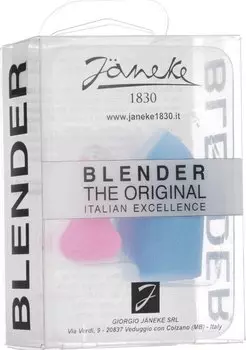 Jäneke
1830
www.janeke1830.it
BLENDER
BLENDER
BLENDER
THE ORIGINAL
ITALIAN EXCELLENCE
J
GIORGIO JÄNEKE SRL
Via Verdi, 9 - 20837 Veduggio con Colzano (MB) - Italy